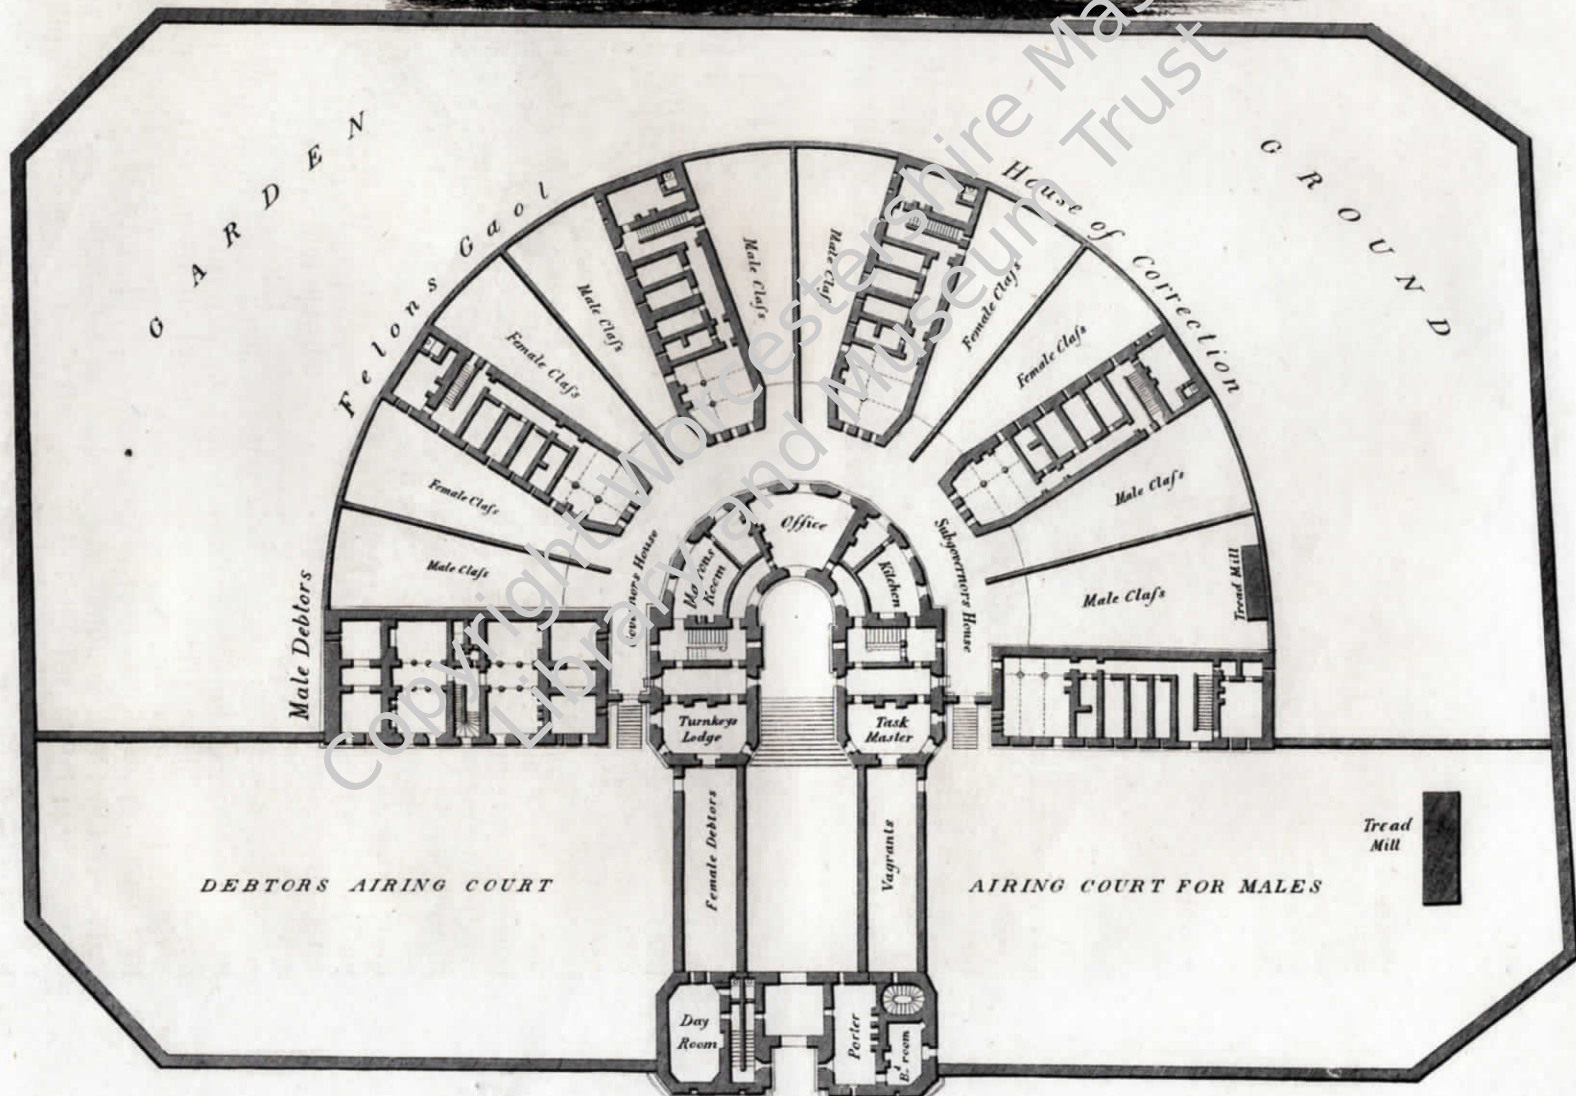 GARDEN
GROUND
Felons Gaol
House of Correction
Male Claſs
Male Claſs
Male Claſs
Female Claſs
Female Claſs
Female Claſs
Female Claſs
Male Claſs
Male Claſs
Male Claſs
Tread Mill
Male Debtors
House
Office
Room
Kitchen
Subgovernors House
Turnkeys
Lodge
Task
Master
Female Debtors
Vagrants
DEBTORS AIRING COURT
AIRING COURT FOR MALES
Tread
Mill
Day
Room
Porter
Bd. room
Copyright Worcestershire
Library and Museum Trust